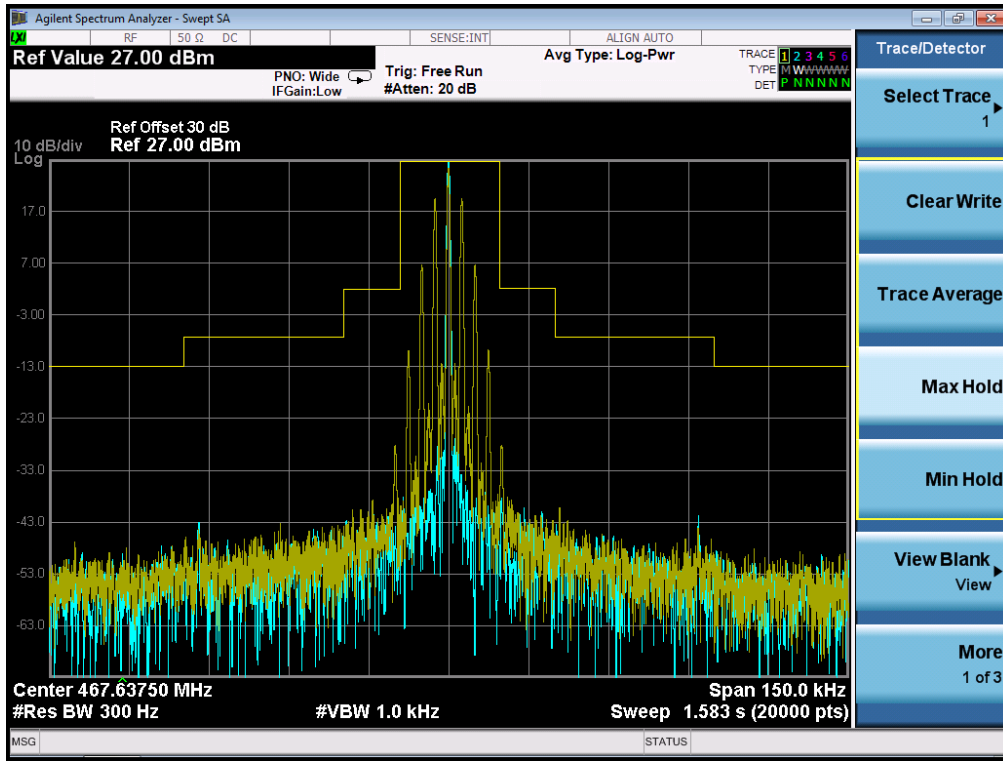 Agilent Spectrum Analyzer - Swept SA
LXI RF 50 Ω DC SENSE:INT ALIGN AUTO
Ref Value 27.00 dBm
PNO: Wide
IFGain:Low
Trig: Free Run
#Atten: 20 dB
Avg Type: Log-Pwr
TRACE 1 2 3 4 5 6
TYPE M W W W W W
DET P N N N N N
Ref Offset 30 dB
10 dB/div Ref 27.00 dBm
Log
17.0
7.00
-3.00
-13.0
-23.0
-33.0
-43.0
-53.0
-63.0
Center 467.63750 MHz Span 150.0 kHz
#Res BW 300 Hz #VBW 1.0 kHz Sweep 1.583 s (20000 pts)
MSG STATUS
Trace/Detector
Select Trace
1
Clear Write
Trace Average
Max Hold
Min Hold
View Blank
View
More
1 of 3